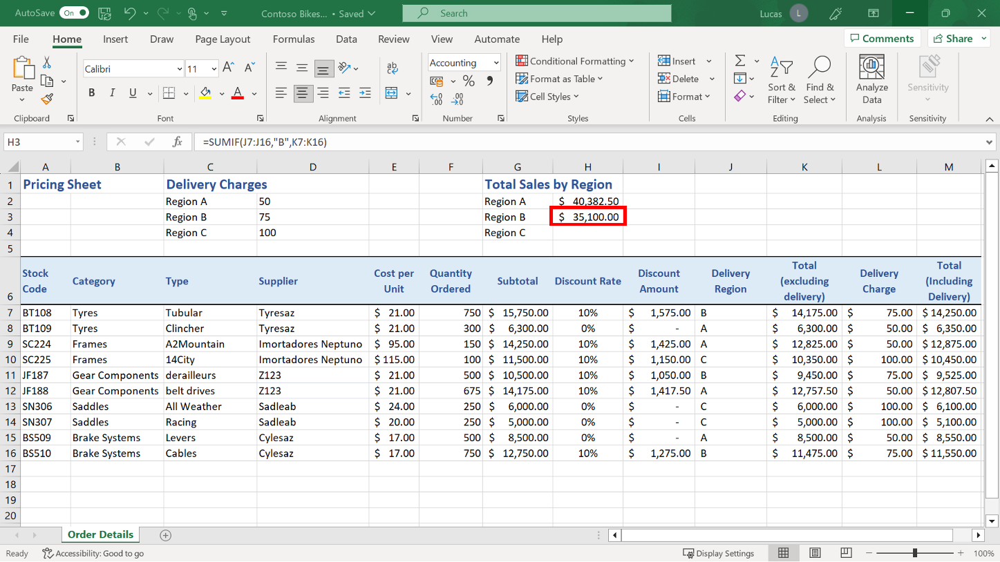 AutoSave On Contoso Bikes... • Saved Search Lucas L
File Home Insert Draw Page Layout Formulas Data Review View Automate Help Comments Share
Paste
Clipboard
Calibri 11 A A
B I U A
Font
ab
Alignment
Accounting
% 9
.00 .00
Number
Conditional Formatting
Format as Table
Cell Styles
Styles
Insert
Delete
Format
Cells
Sort & Filter
Find & Select
Editing
Analyze Data
Analysis
Sensitivity
Sensitivity
H3 fx =SUMIF(J7:J16,"B",K7:K16)
A B C D E F G H I J K L M
1 Pricing Sheet Delivery Charges Total Sales by Region
2 Region A 50 Region A $ 40,382.50
3 Region B 75 Region B $ 35,100.00
4 Region C 100 Region C
5
6 Stock Code Category Type Supplier Cost per Unit Quantity Ordered Subtotal Discount Rate Discount Amount Delivery Region Total (excluding delivery) Delivery Charge Total (Including Delivery)
7 BT108 Tyres Tubular Tyresaz $ 21.00 750 $ 15,750.00 10% $ 1,575.00 B $ 14,175.00 $ 75.00 $ 14,250.00
8 BT109 Tyres Clincher Tyresaz $ 21.00 300 $ 6,300.00 0% $ - A $ 6,300.00 $ 50.00 $ 6,350.00
9 SC224 Frames A2Mountain Imortadores Neptuno $ 95.00 150 $ 14,250.00 10% $ 1,425.00 A $ 12,825.00 $ 50.00 $ 12,875.00
10 SC225 Frames 14City Imortadores Neptuno $ 115.00 100 $ 11,500.00 10% $ 1,150.00 C $ 10,350.00 $ 100.00 $ 10,450.00
11 JF187 Gear Components derailleurs Z123 $ 21.00 500 $ 10,500.00 10% $ 1,050.00 B $ 9,450.00 $ 75.00 $ 9,525.00
12 JF188 Gear Components belt drives Z123 $ 21.00 675 $ 14,175.00 10% $ 1,417.50 A $ 12,757.50 $ 50.00 $ 12,807.50
13 SN306 Saddles All Weather Sadleab $ 24.00 250 $ 6,000.00 0% $ - C $ 6,000.00 $ 100.00 $ 6,100.00
14 SN307 Saddles Racing Sadleab $ 20.00 250 $ 5,000.00 0% $ - C $ 5,000.00 $ 100.00 $ 5,100.00
15 BS509 Brake Systems Levers Cylesaz $ 17.00 500 $ 8,500.00 0% $ - A $ 8,500.00 $ 50.00 $ 8,550.00
16 BS510 Brake Systems Cables Cylesaz $ 17.00 750 $ 12,750.00 10% $ 1,275.00 B $ 11,475.00 $ 75.00 $ 11,550.00
17
18
19
20
Order Details
Ready Accessibility: Good to go Display Settings 100%